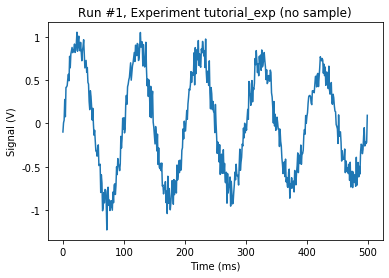 Run #1, Experiment tutorial_exp (no sample)
1
0.5
0
-0.5
-1
Signal (V)
0 100 200 300 400 500
Time (ms)